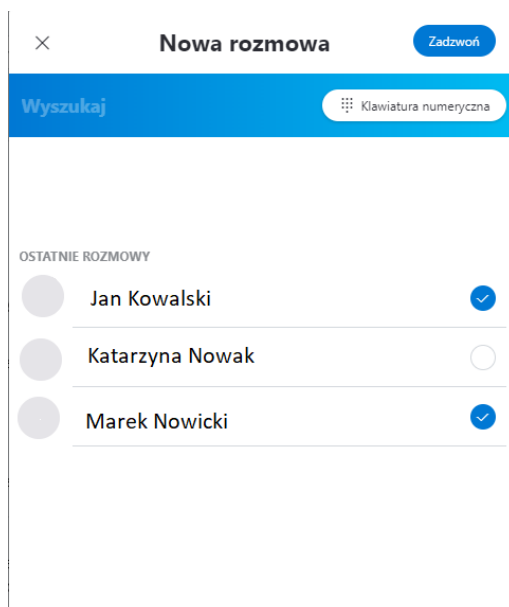 Nowa rozmowa
Zadzwoń
Wyszukaj
Klawiatura numeryczna
OSTATNIE ROZMOWY
Jan Kowalski
Katarzyna Nowak
Marek Nowicki